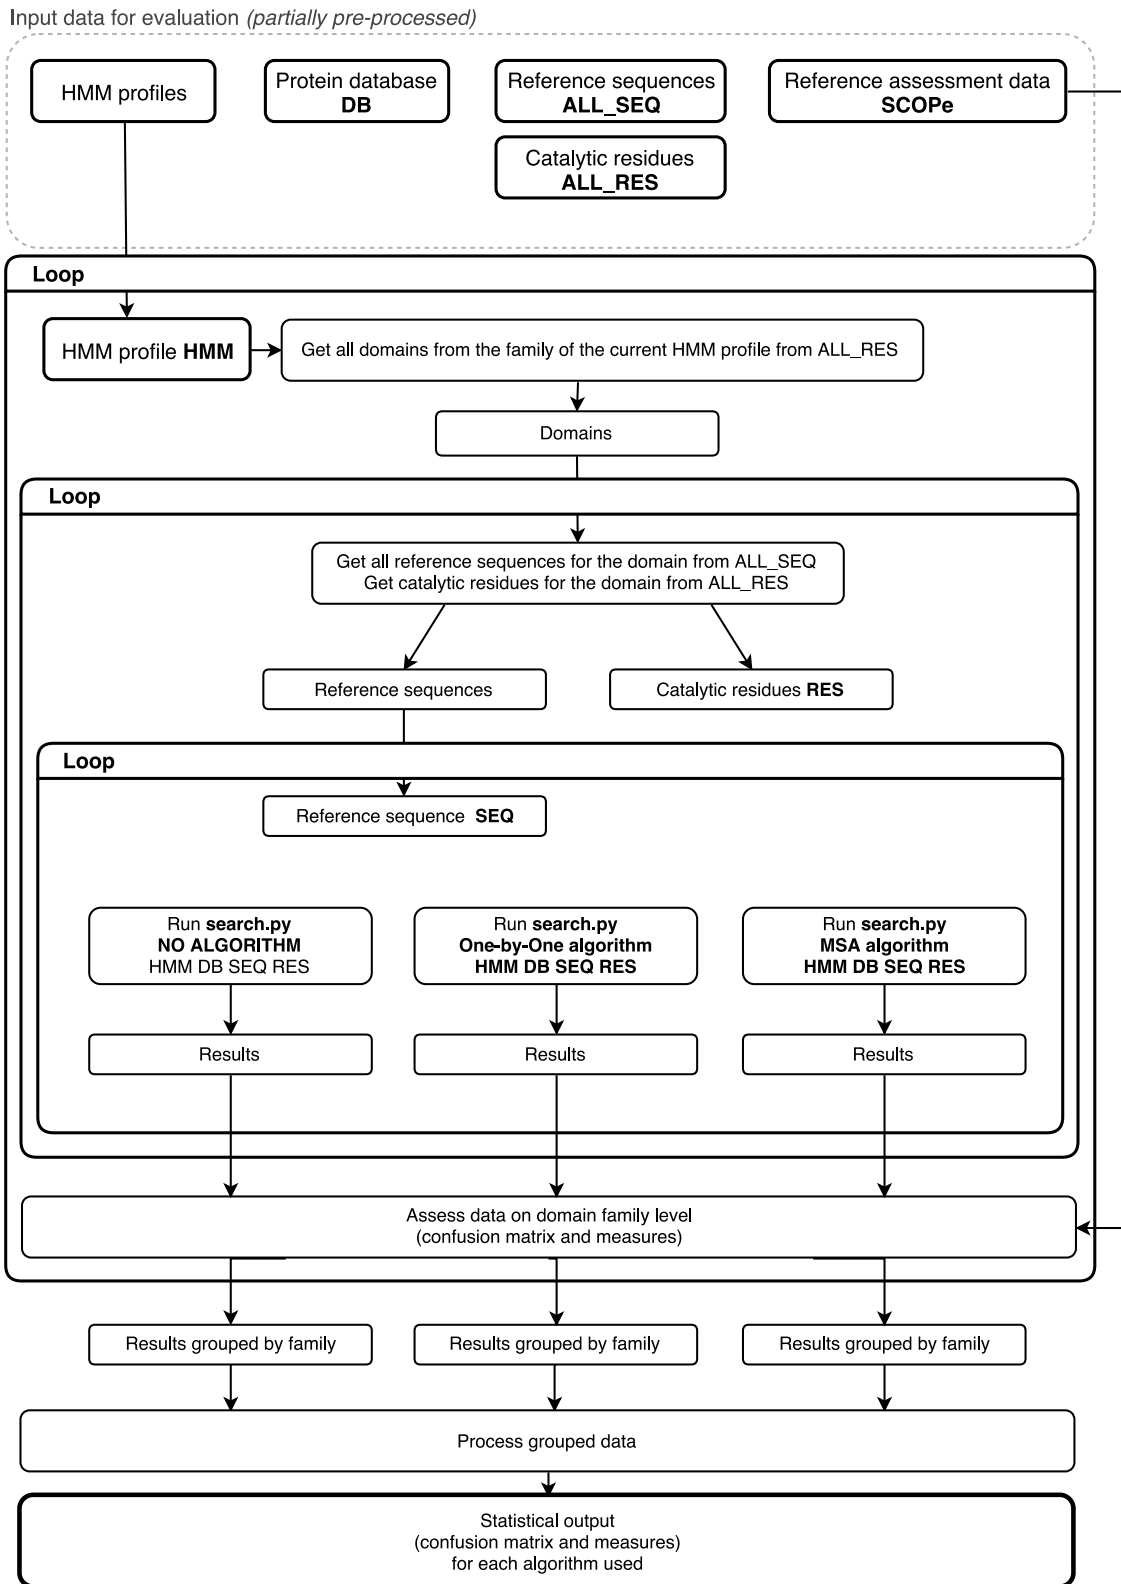 Input data for evaluation (partially pre-processed)
HMM profiles
Protein database
DB
Reference sequences
ALL_SEQ
Reference assessment data
SCOPe
Catalytic residues
ALL_RES
Loop
HMM profile HMM
Get all domains from the family of the current HMM profile from ALL_RES
Domains
Loop
Get all reference sequences for the domain from ALL_SEQ
Get catalytic residues for the domain from ALL_RES
Reference sequences
Catalytic residues RES
Loop
Reference sequence SEQ
Run search.py
NO ALGORITHM
HMM DB SEQ RES
Run search.py
One-by-One algorithm
HMM DB SEQ RES
Run search.py
MSA algorithm
HMM DB SEQ RES
Results
Results
Results
Assess data on domain family level
(confusion matrix and measures)
Results grouped by family
Results grouped by family
Results grouped by family
Process grouped data
Statistical output
(confusion matrix and measures)
for each algorithm used